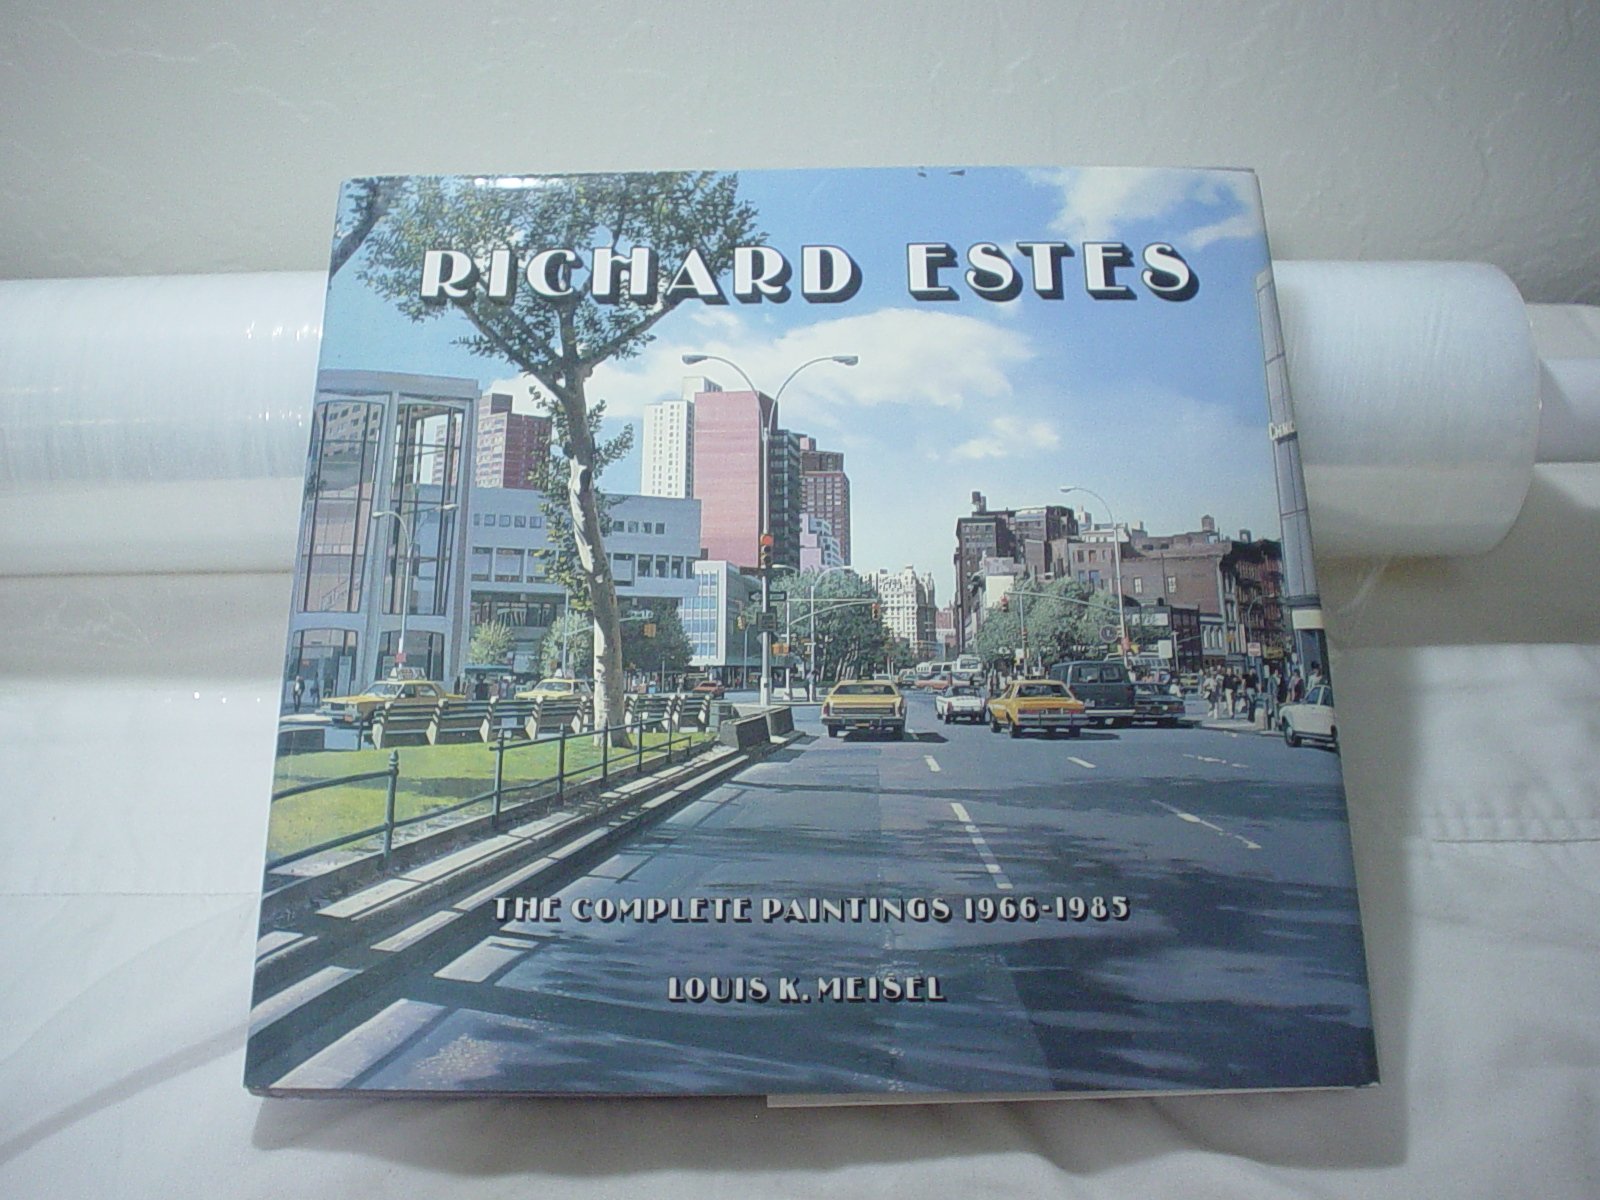 RICHARD ESTES
THE COMPLETE PAINTINGS 1966-1985
LOUIS K. MEISEL